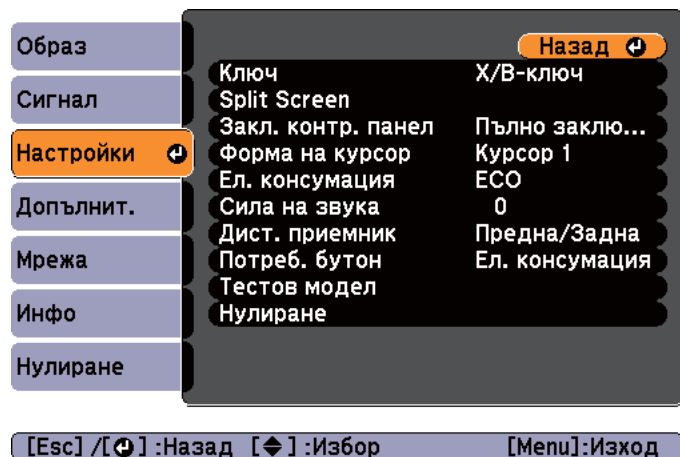 Образ
Сигнал
Настройки
Допълнит.
Мрежа
Инфо
Нулиране
Назад
Ключ Х/В-ключ
Split Screen
Закл. контр. панел Пълно заклю...
Форма на курсор Курсор 1
Ел. консумация ECO
Сила на звука 0
Дист. приемник Предна/Задна
Потреб. бутон Ел. консумация
Тестов модел
Нулиране
[Esc] /[ ] :Назад [ ] :Избор [Menu]:Изход